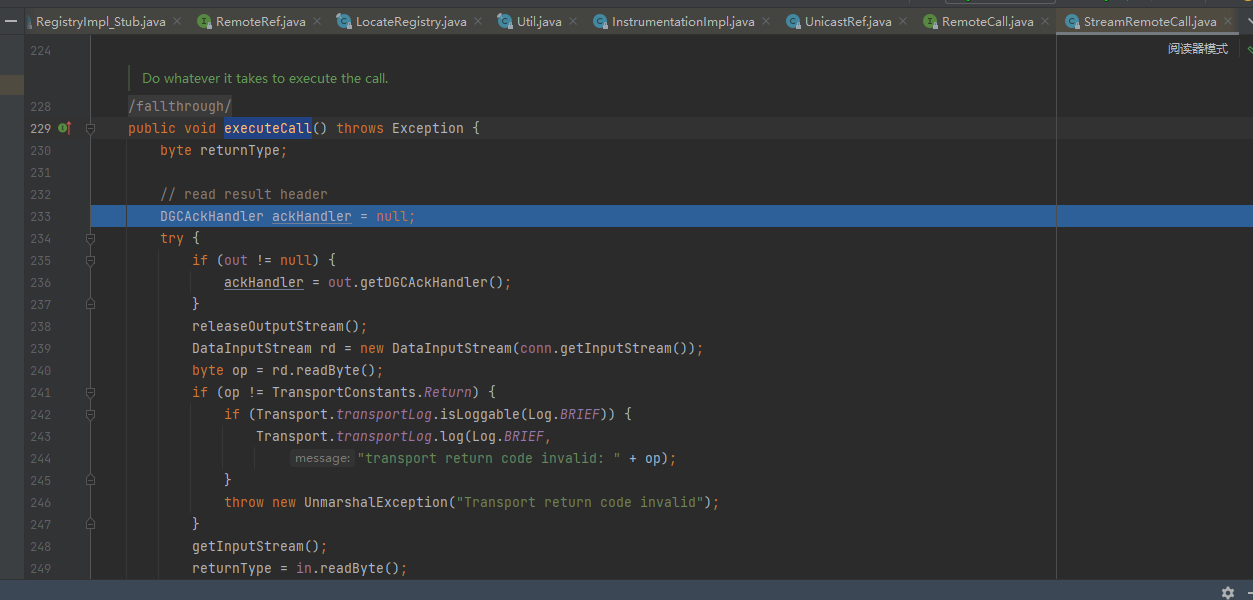 RegistryImpl_Stub.java RemoteRef.java LocateRegistry.java Util.java InstrumentationImpl.java UnicastRef.java RemoteCall.java StreamRemoteCall.java
阅读器模式
224
Do whatever it takes to execute the call.
228 /fallthrough/
229 public void executeCall() throws Exception {
230 byte returnType;
231
232 // read result header
233 DGCAckHandler ackHandler = null;
234 try {
235 if (out != null) {
236 ackHandler = out.getDGCAckHandler();
237 }
238 releaseOutputStream();
239 DataInputStream rd = new DataInputStream(conn.getInputStream());
240 byte op = rd.readByte();
241 if (op != TransportConstants.Return) {
242 if (Transport.transportLog.isLoggable(Log.BRIEF)) {
243 Transport.transportLog.log(Log.BRIEF,
244 message: "transport return code invalid: " + op);
245 }
246 throw new UnmarshalException("Transport return code invalid");
247 }
248 getInputStream();
249 returnType = in.readByte();